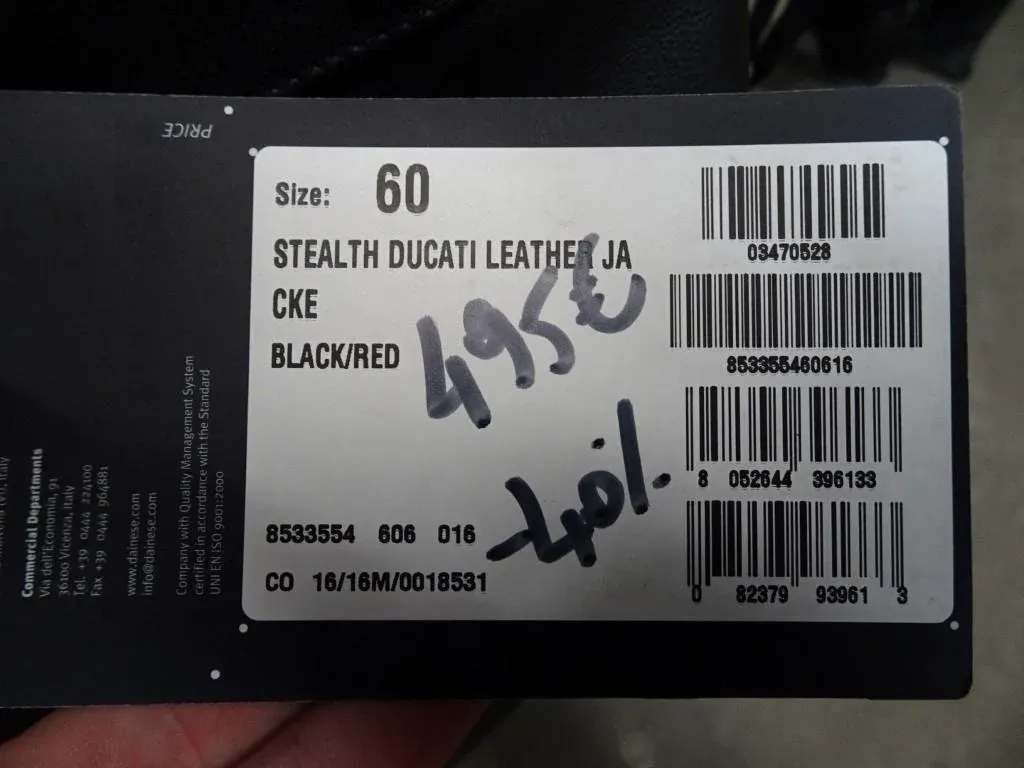 PRICE
Size: 60
STEALTH DUCATI LEATHER JA
CKE
BLACK/RED
495€
-40%.
8533554 606 016
CO 16/16M/0018531
03470528
853355460616
8 052644 396133
0 82379 93961 3
Italy
Commercial Departments
Via dell'Economia, 91
36100 Vicenza, Italy
Tel. +39 0444 224100
Fax +39 0444 964881
www.dainese.com
info@dainese.com
Company with Quality Management System
certified in accordance with the Standard
UNI EN ISO 9001:2000